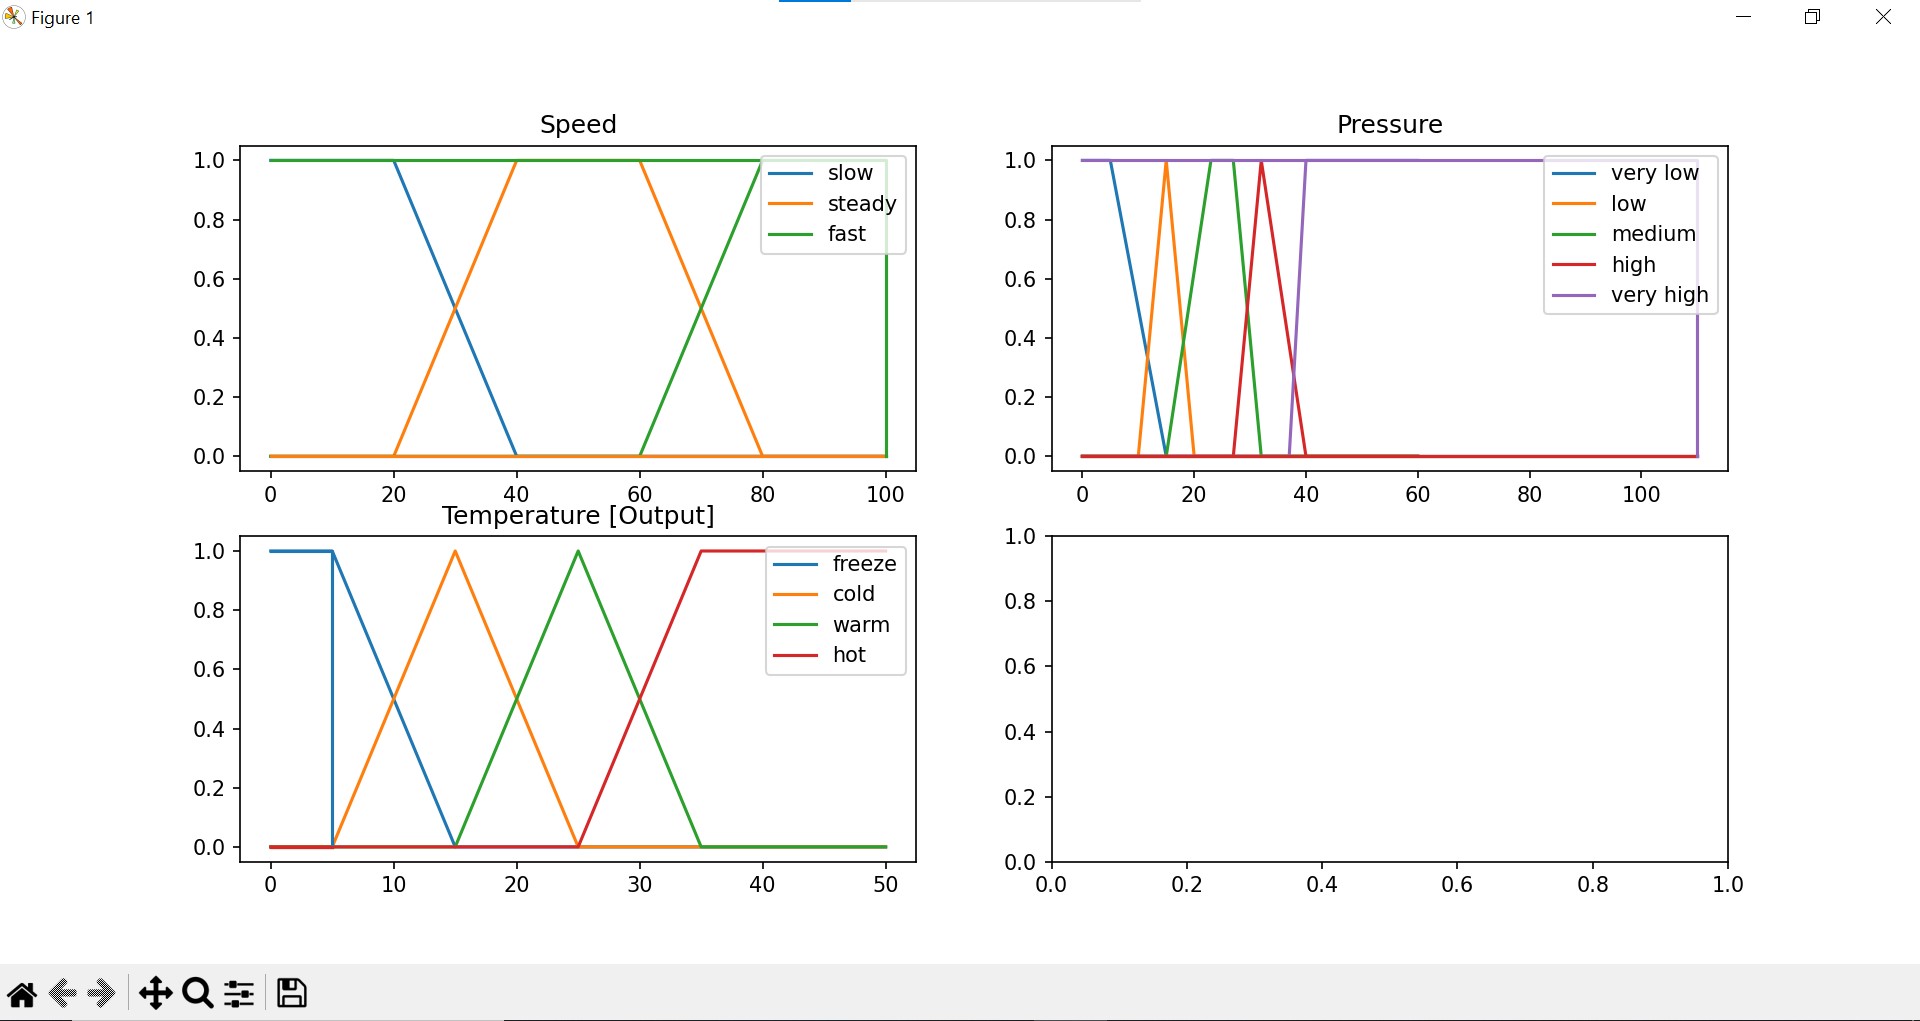 Figure 1
Speed
1.0
0.8
0.6
0.4
0.2
0.0
slow
steady
fast
0 20 40 60 80 100
Pressure
1.0
0.8
0.6
0.4
0.2
0.0
very low
low
medium
high
very high
0 20 40 60 80 100
Temperature [Output]
1.0
0.8
0.6
0.4
0.2
0.0
freeze
cold
warm
hot
0 10 20 30 40 50
1.0
0.8
0.6
0.4
0.2
0.0
0.0 0.2 0.4 0.6 0.8 1.0